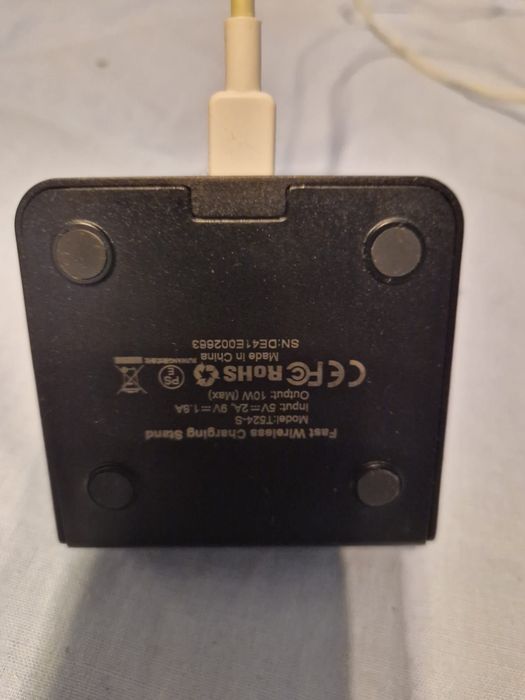 Fast Wireless Charging Stand
Model:T524-S
Input: 5V⎓2A, 9V⎓1.8A
Output: 10W (Max)
CE FC RoHS PS E
Made in China
SN:DE41E002663